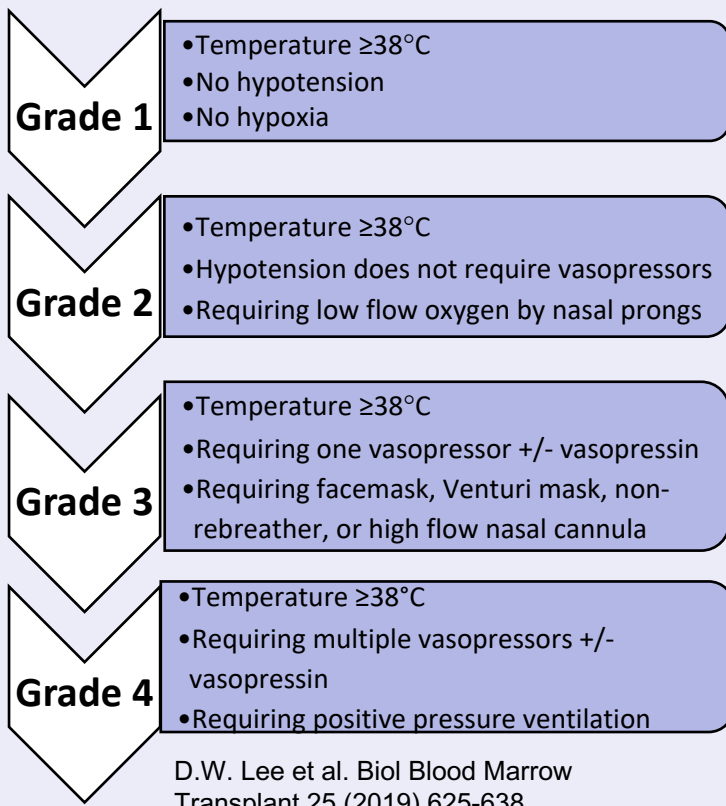 Grade 1
•Temperature ≥38°C
•No hypotension
•No hypoxia
Grade 2
•Temperature ≥38°C
•Hypotension does not require vasopressors
•Requiring low flow oxygen by nasal prongs
Grade 3
•Temperature ≥38°C
•Requiring one vasopressor +/- vasopressin
•Requiring facemask, Venturi mask, non-
rebreather, or high flow nasal cannula
Grade 4
•Temperature ≥38°C
•Requiring multiple vasopressors +/-
vasopressin
•Requiring positive pressure ventilation
D.W. Lee et al. Biol Blood Marrow
Transplant 25 (2019) 625-638